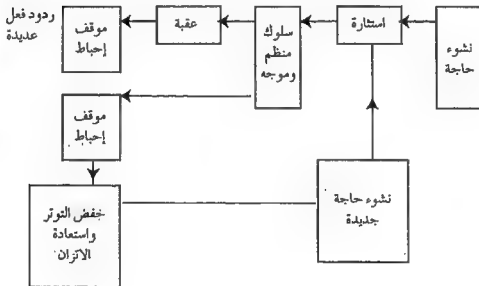 نشوء
حاجة
استثارة
سلوك
منظم
وموجه
عقبة
موقف
إحباط
ردود فعل
عديدة
موقف
إحباط
خفض التوتر
واستعادة
الاتزان
نشوء حاجة
جديدة